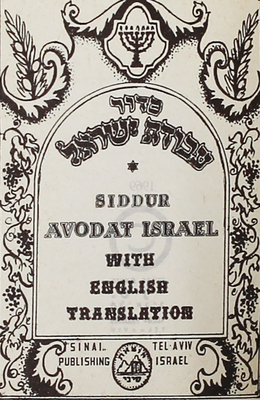 סדור
עבודת ישראל
SIDDUR
AVODAT ISRAEL
WITH
ENGLISH
TRANSLATION
"SINAI" TEL-AVIV
PUBLISHING ISRAEL